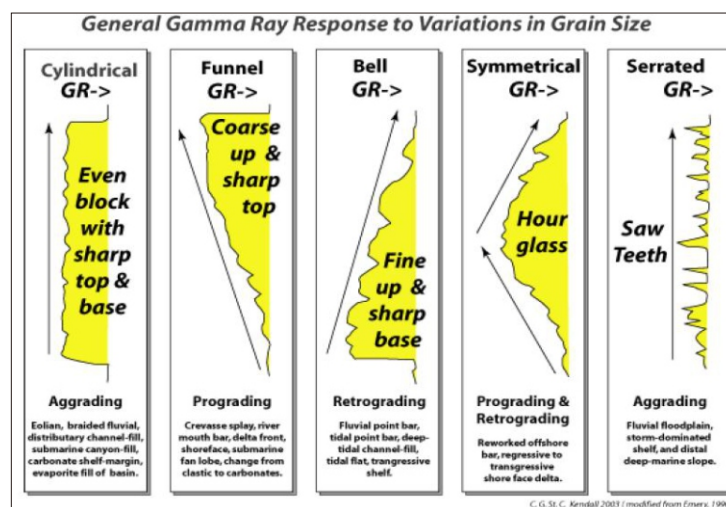 General Gamma Ray Response to Variations in Grain Size
Cylindrical
GR->
Even
block
with
sharp
top &
base
Aggrading
Eolian, braided fluvial,
distributary channel-fill,
submarine canyon-fill,
carbonate shelf-margin,
evaporite fill of basin.
Funnel
GR->
Coarse
up &
sharp
top
Prograding
Crevasse splay, river
mouth bar, delta front,
shoreface, submarine
fan lobe, change from
clastic to carbonates.
Bell
GR->
Fine
up &
sharp
base
Retrograding
Fluvial point bar,
tidal point bar, deep-
tidal channel-fill,
tidal flat, trangressive
shelf.
Symmetrical
GR->
Hour
glass
Prograding &
Retrograding
Reworked offshore
bar, regressive to
transgressive
shore face delta.
Serrated
GR->
Saw
Teeth
Aggrading
Fluvial floodplain,
storm-dominated
shelf, and distal
deep-marine slope.
C. G. St. C. Kendall 2003 ( modified from Emery, 1996